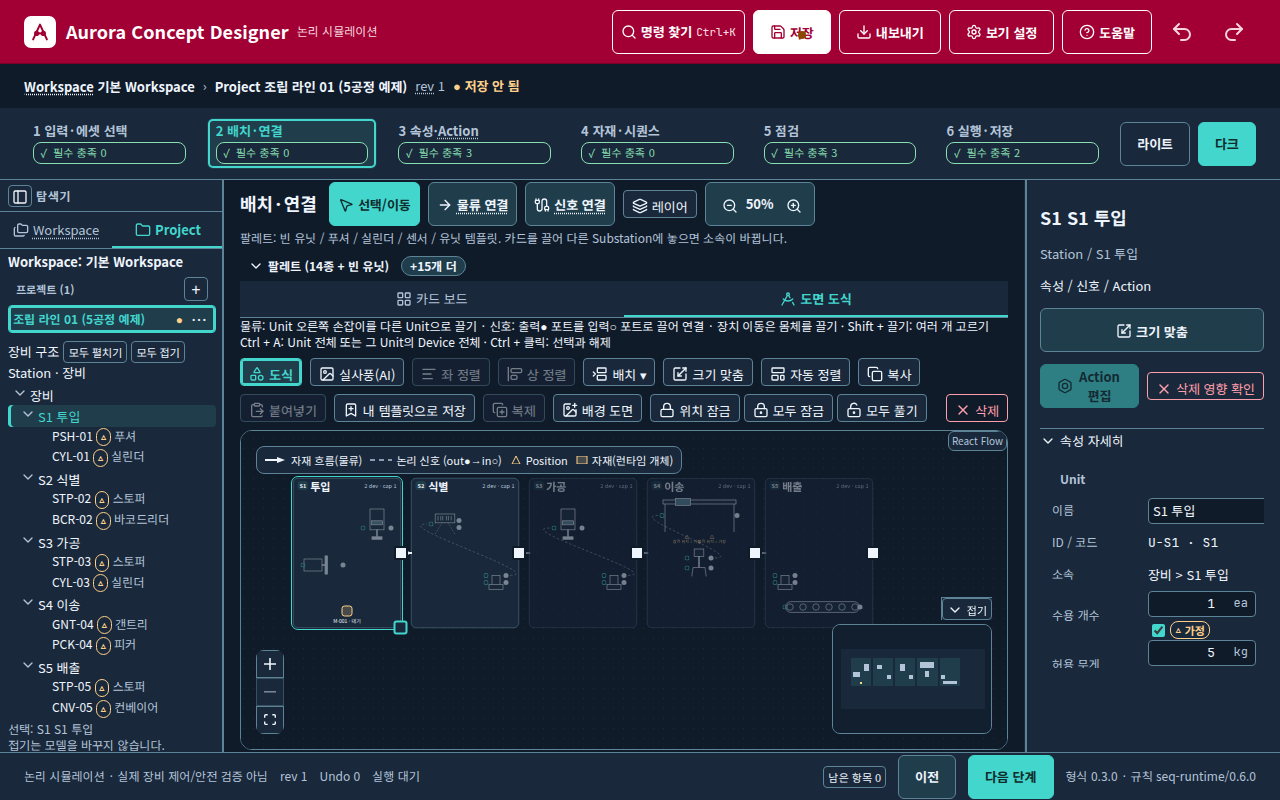 Aurora Concept Designer 논리 시뮬레이션
명령 찾기 Ctrl+K
저장
내보내기
보기 설정
도움말
Workspace 기본 Workspace › Project 조립 라인 01 (5공정 예제) rev 1 ● 저장 안 됨
1 입력·에셋 선택
✓ 필수 충족 0
2 배치·연결
✓ 필수 충족 0
3 속성·Action
✓ 필수 충족 3
4 자재·시퀀스
✓ 필수 충족 0
5 점검
✓ 필수 충족 3
6 실행·저장
✓ 필수 충족 2
라이트
다크
탐색기
Workspace
Project
Workspace: 기본 Workspace
프로젝트 (1)
+
조립 라인 01 (5공정 예제) ● ···
장비 구조 모두 펼치기 모두 접기
Station · 장비
장비
S1 투입
PSH-01 푸셔
CYL-01 실린더
S2 식별
STP-02 스토퍼
BCR-02 바코드리더
S3 가공
STP-03 스토퍼
CYL-03 실린더
S4 이송
GNT-04 갠트리
PCK-04 피커
S5 배출
STP-05 스토퍼
CNV-05 컨베이어
선택: S1 S1 투입
접기는 모델을 바꾸지 않습니다.
배치·연결
선택/이동
물류 연결
신호 연결
레이어
50%
팔레트: 빈 유닛 / 푸셔 / 실린더 / 센서 / 유닛 템플릿. 카드를 끌어 다른 Substation에 놓으면 소속이 바뀝니다.
팔레트 (14종 + 빈 유닛) +15개 더
카드 보드
도면 도식
물류: Unit 오른쪽 손잡이를 다른 Unit으로 끌기 · 신호: 출력● 포트를 입력○ 포트로 끌어 연결 · 장치 이동은 몸체를 끌기 · Shift + 끌기: 여러 개 고르기
Ctrl + A: Unit 전체 또는 그 Unit의 Device 전체 · Ctrl + 클릭: 선택과 해제
도식
실사풍(AI)
좌 정렬
상 정렬
배치 ▾
크기 맞춤
자동 정렬
복사
붙여넣기
내 템플릿으로 저장
복제
배경 도면
위치 잠금
모두 잠금
모두 풀기
삭제
React Flow
자재 흐름(물류) 논리 신호 (out●→in○) Position 자재(런타임 개체)
S1 투입 2 dev · cap 1
S2 식별 2 dev · cap 1
S3 가공 2 dev · cap 1
S4 이송 2 dev · cap 1
S5 배출 2 dev · cap 1
M-001 · 대기
접기
S1 S1 투입
Station / S1 투입
속성 / 신호 / Action
크기 맞춤
Action
편집
삭제 영향 확인
속성 자세히
Unit
이름 S1 투입
ID / 코드 U-S1 · S1
소속 장비 > S1 투입
수용 개수 1 ea
가정
허용 무게 5 kg
논리 시뮬레이션 · 실제 장비 제어/안전 검증 아님 rev 1 Undo 0 실행 대기
남은 항목 0
이전
다음 단계
형식 0.3.0 · 규칙 seq-runtime/0.6.0